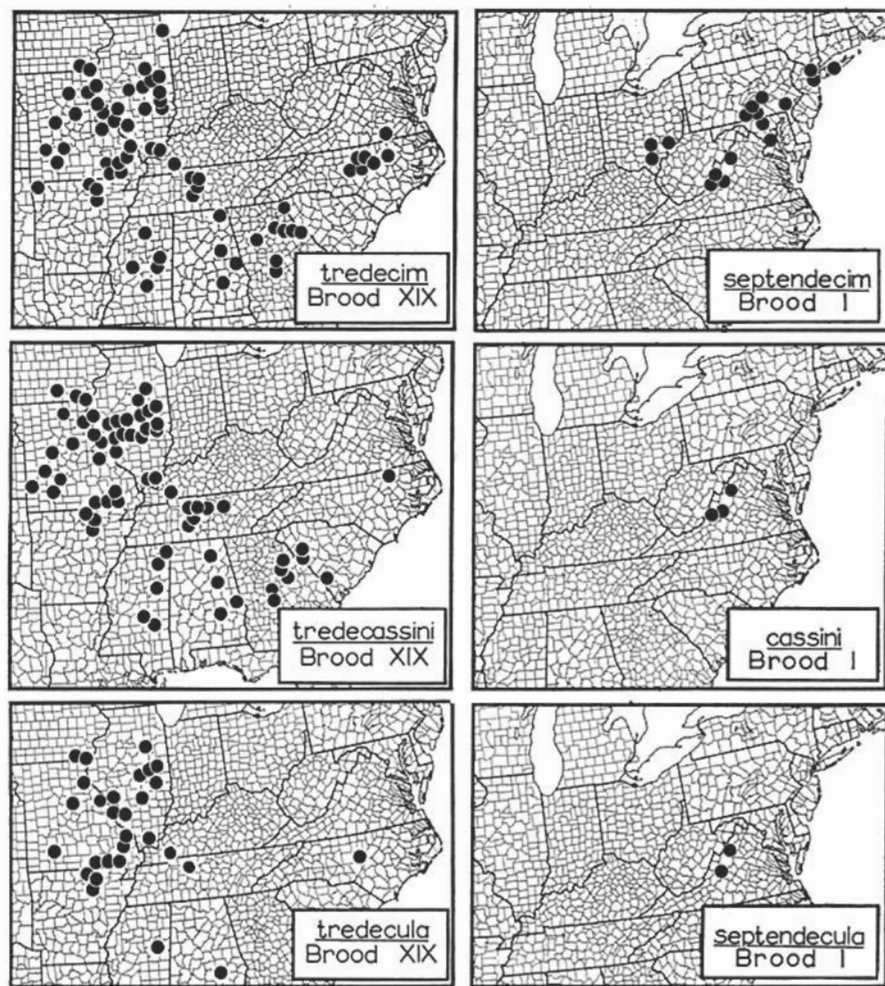 tredecim
Brood XIX
septendecim
Brood I
tredecassini
Brood XIX
cassini
Brood I
tredecula
Brood XIX
septendecula
Brood I